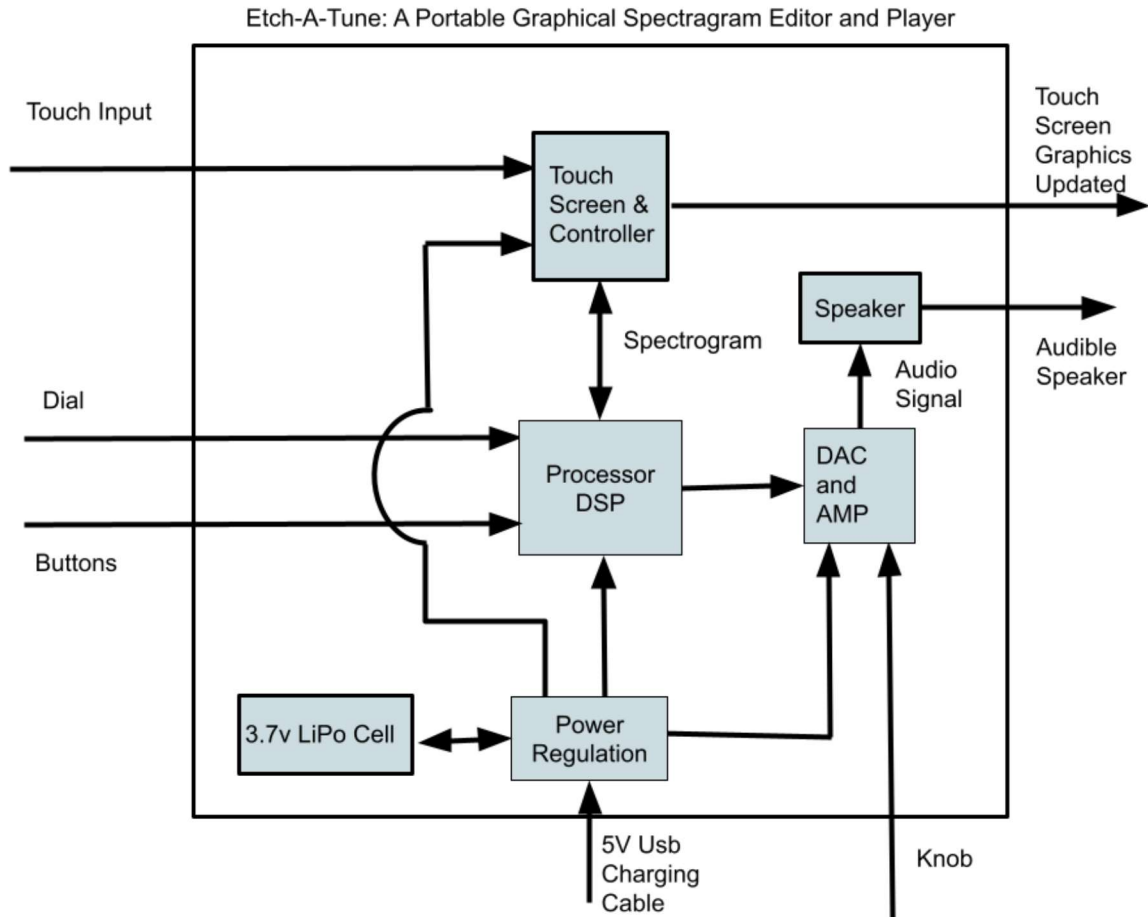 Etch-A-Tune: A Portable Graphical Spectragram Editor and Player
Touch Input
Touch
Screen
Graphics
Updated
Touch
Screen &
Controller
Speaker
Spectrogram
Audible
Speaker
Audio
Signal
Dial
Processor
DSP
DAC
and
AMP
Buttons
3.7v LiPo Cell
Power
Regulation
5V Usb
Charging
Cable
Knob